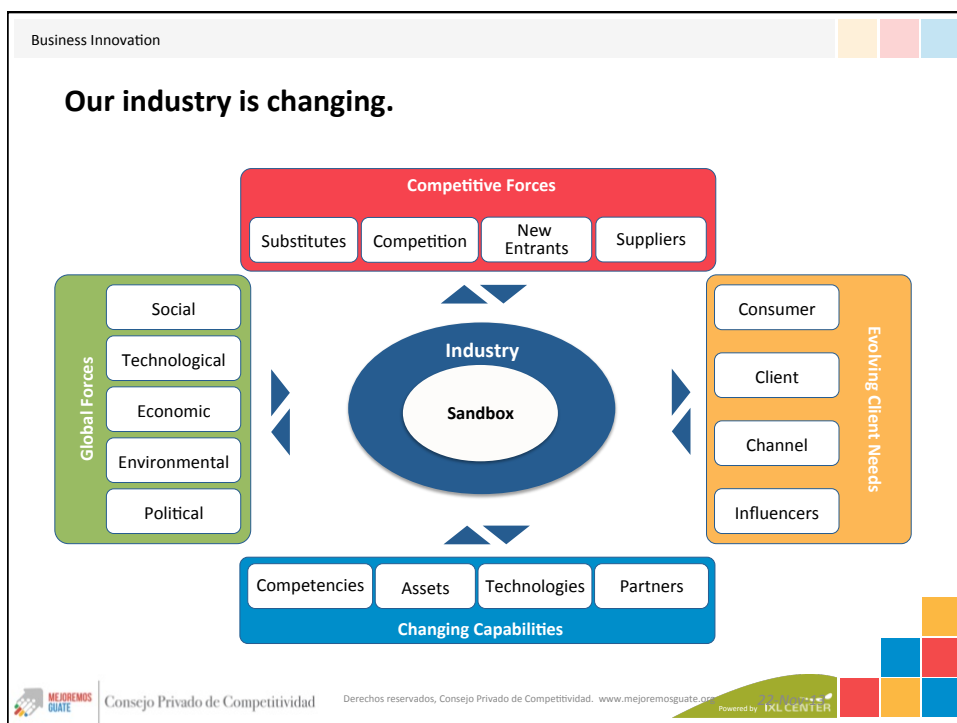 Business Innovation
Our industry is changing.
Competitive Forces
Substitutes
Competition
New
Entrants
Suppliers
Global Forces
Social
Technological
Economic
Environmental
Political
Industry
Sandbox
Consumer
Client
Channel
Influencers
Evolving Client Needs
Competencies
Assets
Technologies
Partners
Changing Capabilities
MEJOREMOS
GUATE
Consejo Privado de Competitividad
Derechos reservados, Consejo Privado de Competitividad. www.mejoremosguate.org
Powered by IXL CENTER